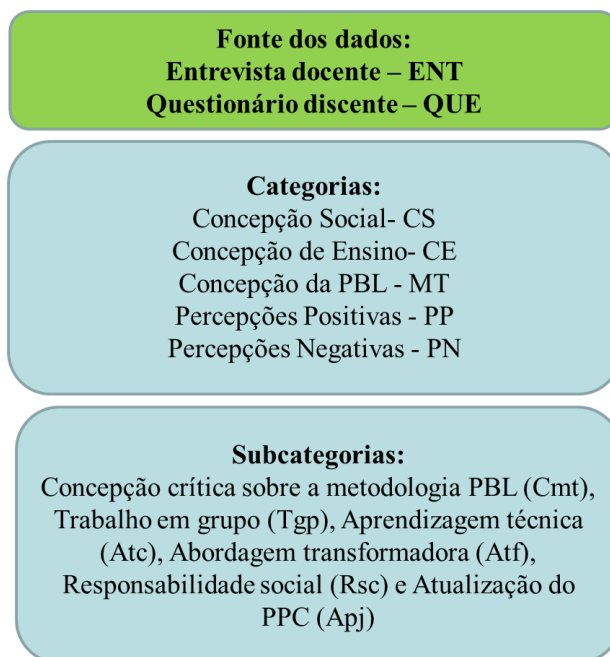 Fonte dos dados:
Entrevista docente – ENT
Questionário discente – QUE
Categorias:
Concepção Social- CS
Concepção de Ensino- CE
Concepção da PBL - MT
Percepções Positivas - PP
Percepções Negativas - PN
Subcategorias:
Concepção crítica sobre a metodologia PBL (Cmt),
Trabalho em grupo (Tgp), Aprendizagem técnica
(Atc), Abordagem transformadora (Atf),
Responsabilidade social (Rsc) e Atualização do
PPC (Apj)